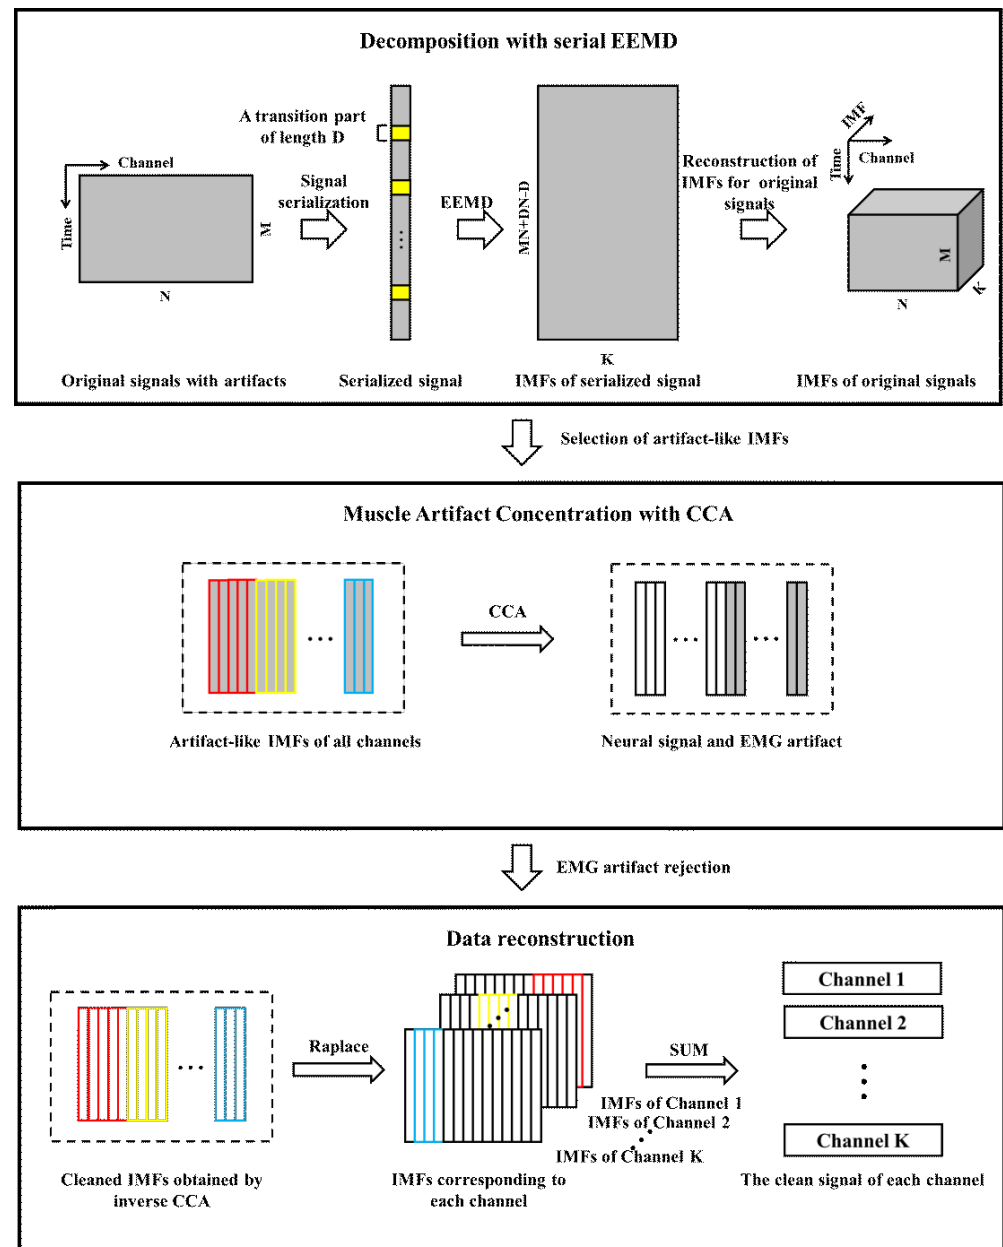 Decomposition with serial EEMD
A transition part
of length D
Channel
Time
M
N
Signal
serialization
...
EEMD
MN+DN-D
K
Reconstruction of
IMFs for original
signals
IMF
Channel
Time
M
N
K
Original signals with artifacts
Serialized signal
IMFs of serialized signal
IMFs of original signals
Selection of artifact-like IMFs
Muscle Artifact Concentration with CCA
...
CCA
...
...
Artifact-like IMFs of all channels
Neural signal and EMG artifact
EMG artifact rejection
Data reconstruction
...
Raplace
...
SUM
IMFs of Channel 1
IMFs of Channel 2
...
IMFs of Channel K
Channel 1
Channel 2
...
Channel K
Cleaned IMFs obtained by
inverse CCA
IMFs corresponding to
each channel
The clean signal of each channel